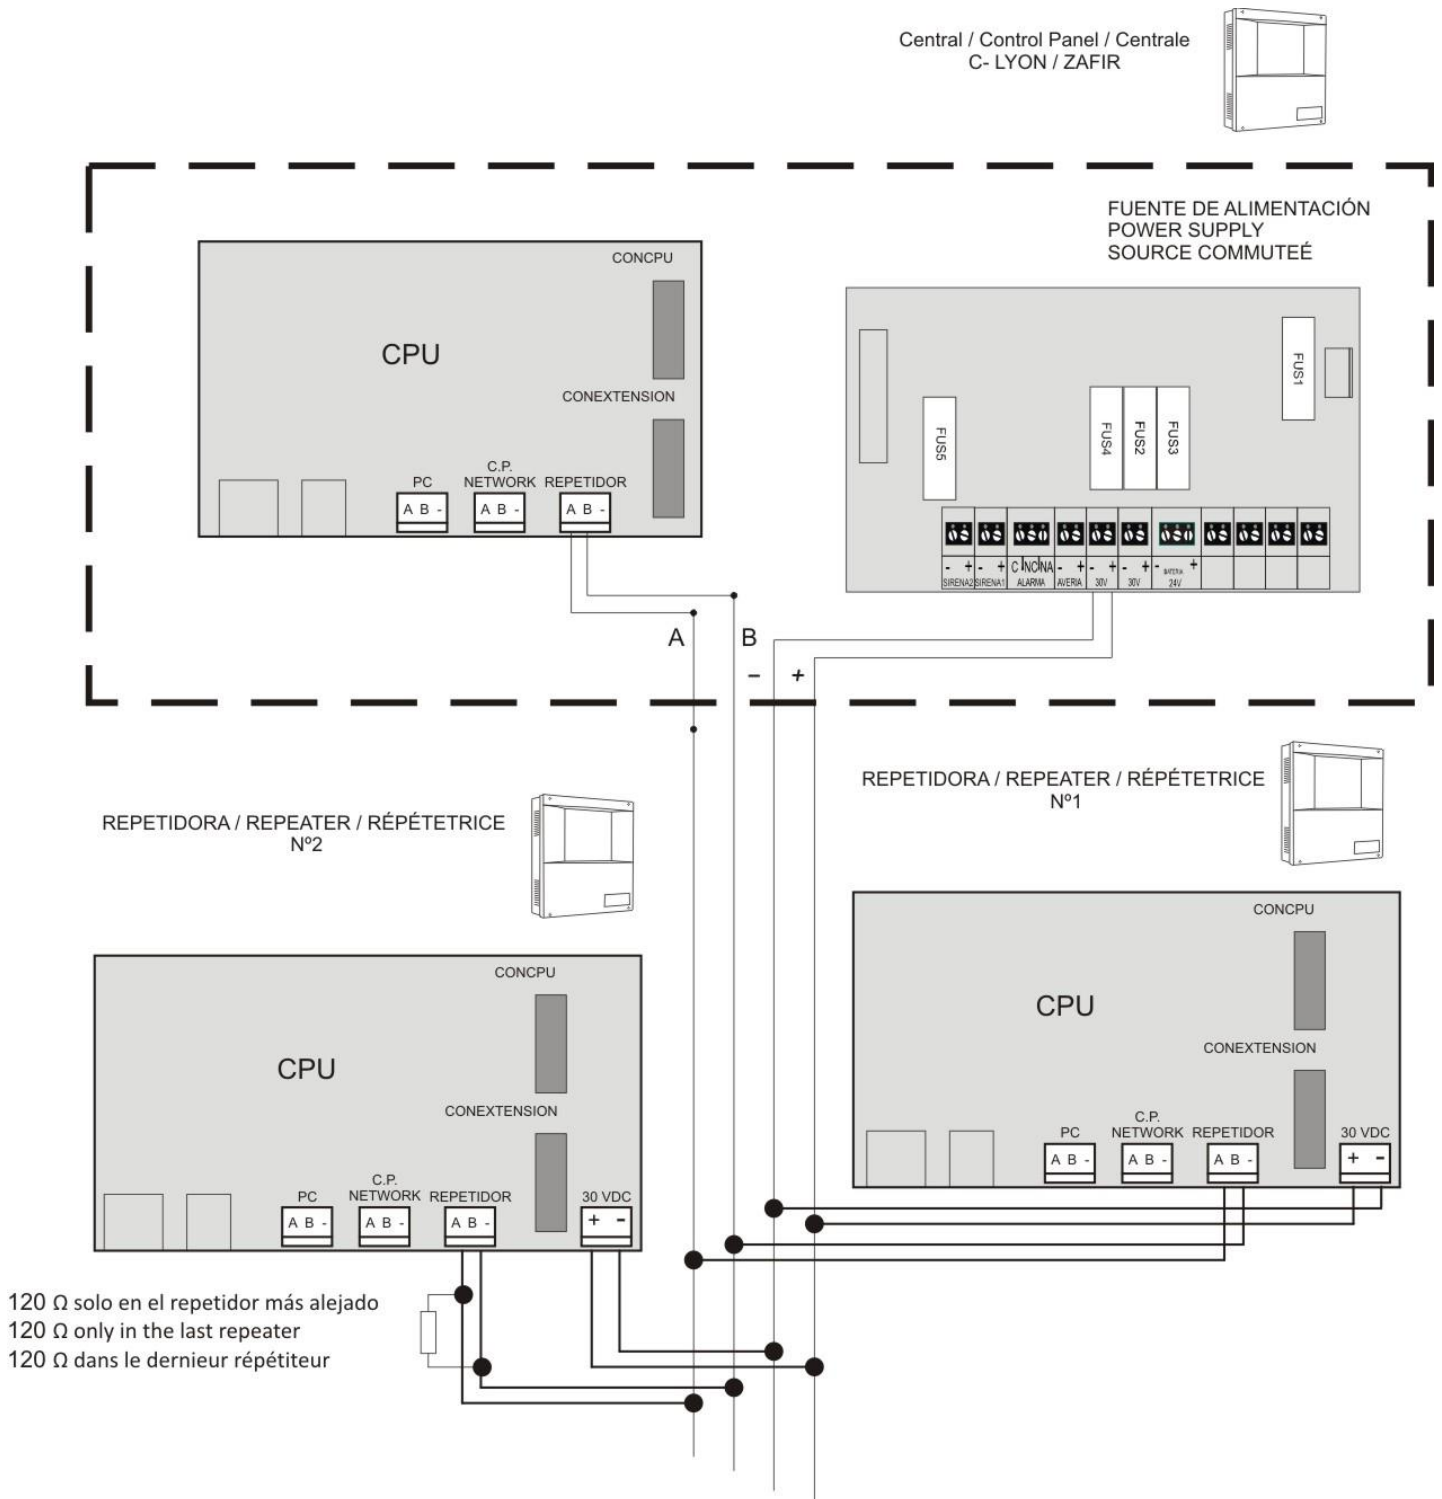 Central / Control Panel / Centrale
C- LYON / ZAFIR
FUENTE DE ALIMENTACIÓN
POWER SUPPLY
SOURCE COMMUTEÉ
CONCPU
CPU
CONEXTENSION
PC
C.P.
NETWORK
REPETIDOR
A B -
A B -
A B -
FUS1
FUS5
FUS4
FUS2
FUS3
- +
SIRENA2
- +
SIRENA1
C NC NA
ALARMA
- +
AVERIA
- +
30V
- +
30V
- BATERIA +
24V
A
B
- +
REPETIDORA / REPEATER / RÉPÉTETRICE
Nº1
REPETIDORA / REPEATER / RÉPÉTETRICE
Nº2
CONCPU
CPU
CONEXTENSION
PC
C.P.
NETWORK
REPETIDOR
30 VDC
A B -
A B -
A B -
+ -
CONCPU
CPU
CONEXTENSION
PC
C.P.
NETWORK
REPETIDOR
30 VDC
A B -
A B -
A B -
+ -
120 Ω solo en el repetidor más alejado
120 Ω only in the last repeater
120 Ω dans le dernieur répétiteur